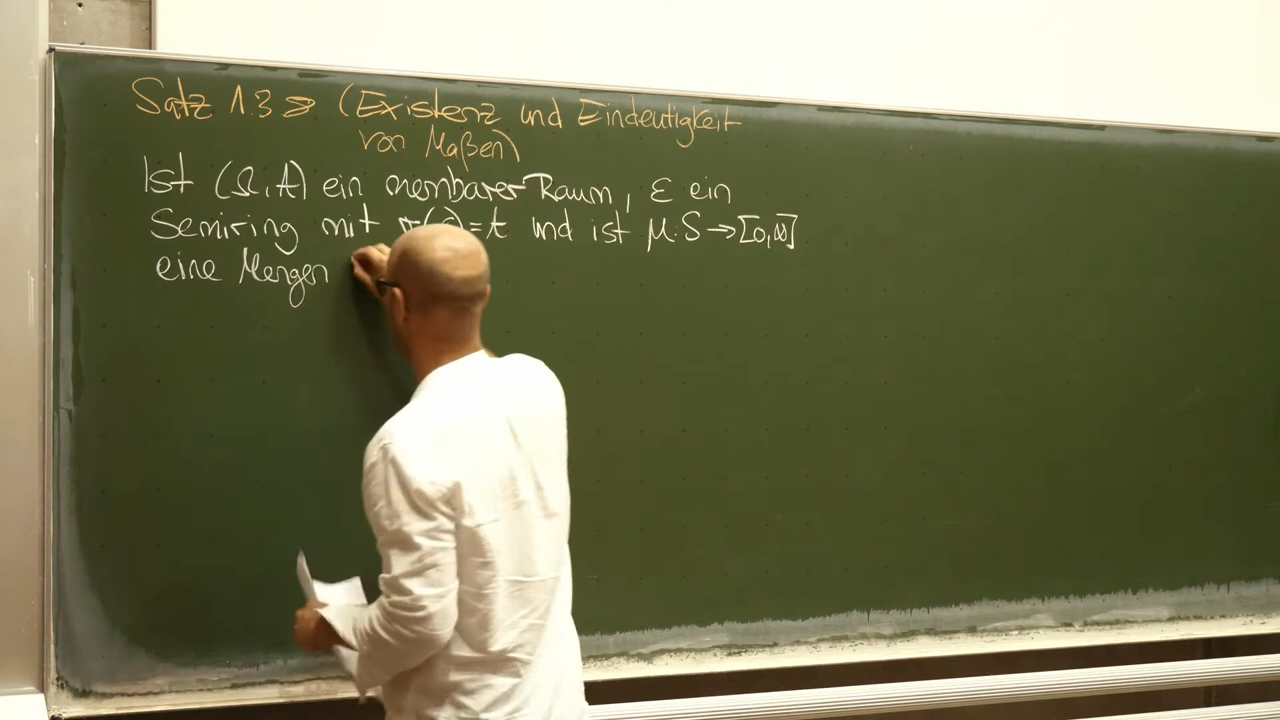 Satz 1.3 (Existenz und Eindeutigkeit
von Maßen)
Ist (Ω, A) ein messbarer Raum, ε ein
Semiring mit = A und ist μ: S → [0,∞]
eine Mengen